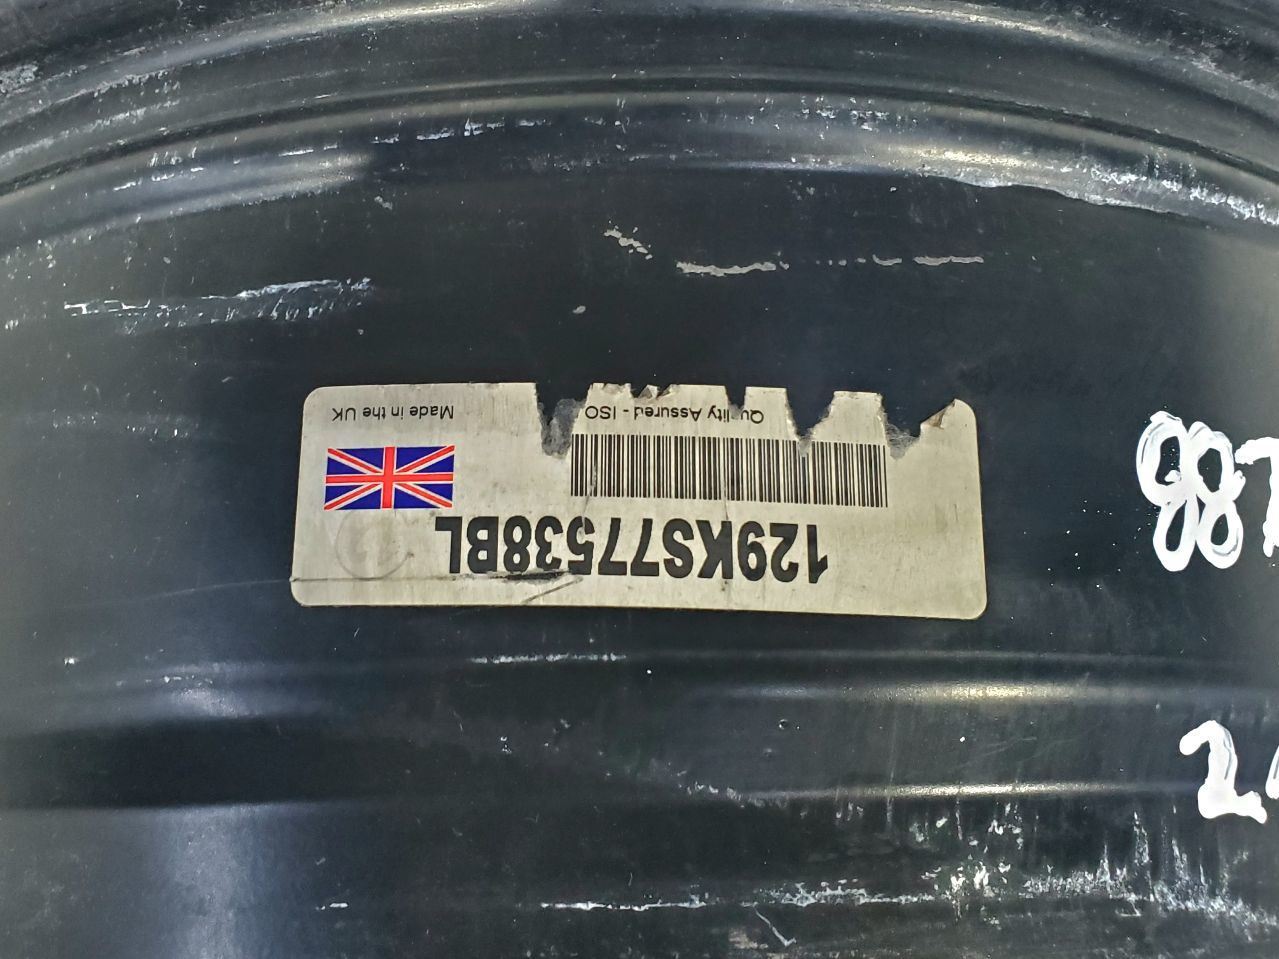 129KS77538BL
Quality Assured - ISO
Made in the UK